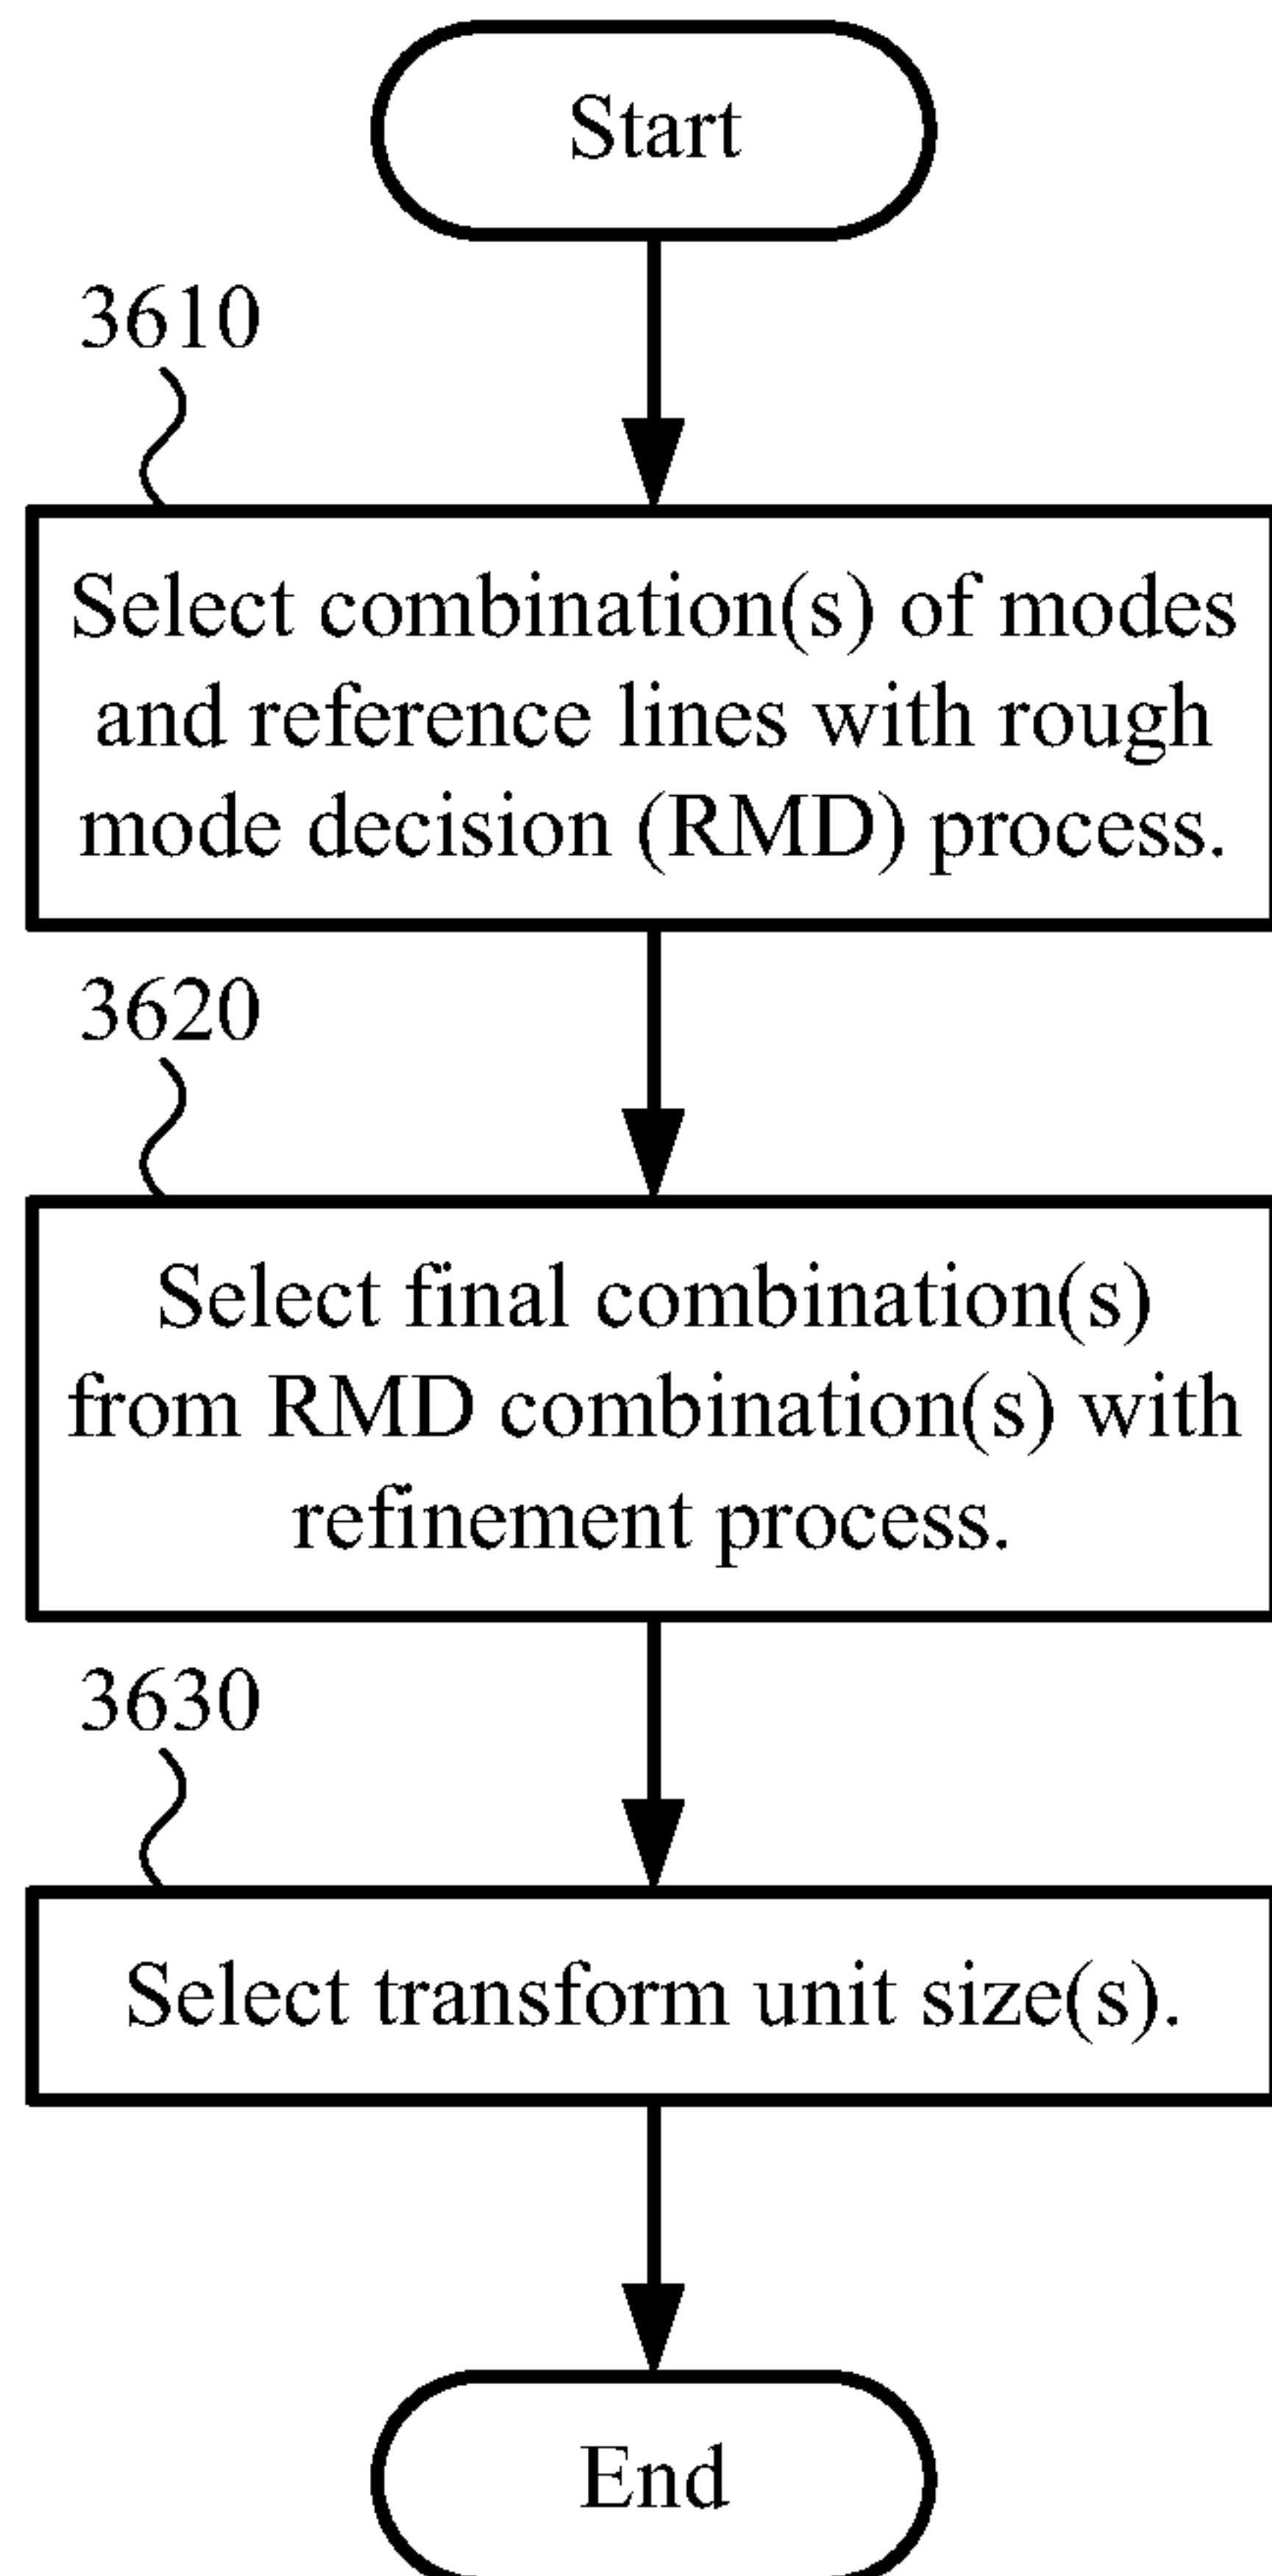 Start
3610
Select combination(s) of modes
and reference lines with rough
mode decision (RMD) process.
3620
Select final combination(s)
from RMD combination(s) with
refinement process.
3630
Select transform unit size(s).
End